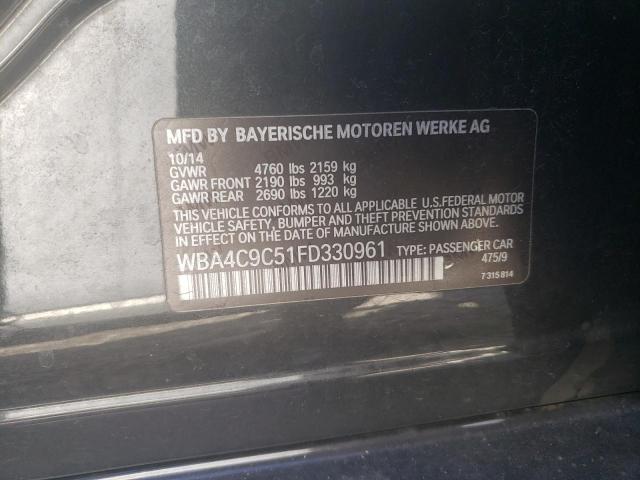 MFD BY BAYERISCHE MOTOREN WERKE AG
10/14
GVWR 4760 lbs 2159 kg
GAWR FRONT 2190 lbs 993 kg
GAWR REAR 2690 lbs 1220 kg
THIS VEHICLE CONFORMS TO ALL APPLICABLE U.S.FEDERAL MOTOR
VEHICLE SAFETY, BUMPER, AND THEFT PREVENTION STANDARDS
IN EFFECT ON THE DATE OF MANUFACTURE SHOWN ABOVE.
WBA4C9C51FD330961 TYPE: PASSENGER CAR
475/9
7 315 814